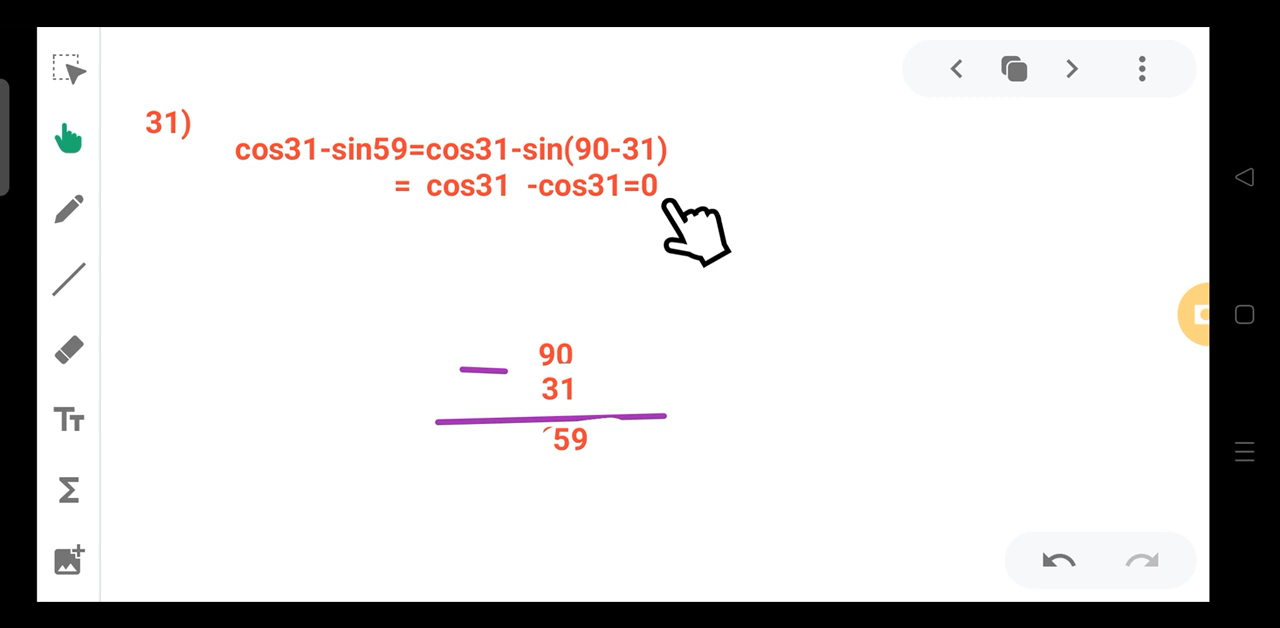 31)
cos31-sin59=cos31-sin(90-31)
= cos31 -cos31=0
90
31
59